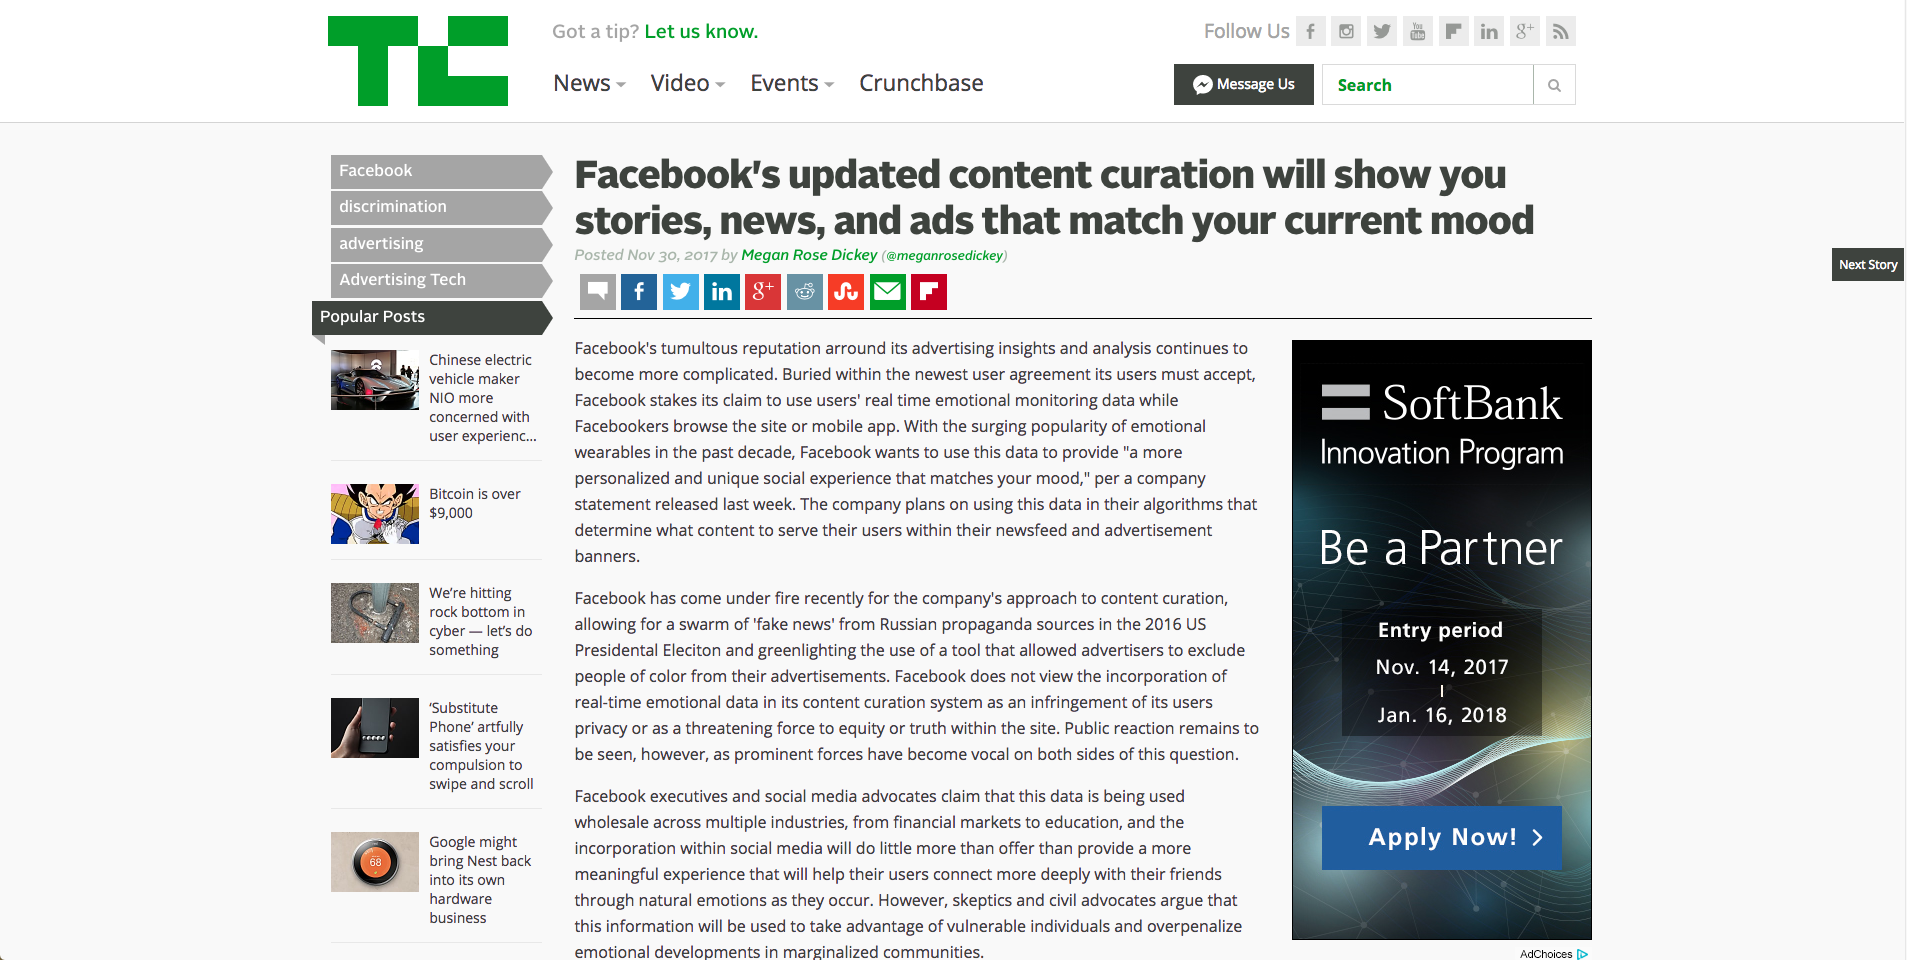 TC
Got a tip? Let us know.
Follow Us
News
Video
Events
Crunchbase
Message Us
Search
Facebook
discrimination
advertising
Advertising Tech
Popular Posts
Chinese electric
vehicle maker
NIO more
concerned with
user experienc...
Bitcoin is over
$9,000
We’re hitting
rock bottom in
cyber — let’s do
something
‘Substitute
Phone’ artfully
satisfies your
compulsion to
swipe and scroll
68
Google might
bring Nest back
into its own
hardware
business
Facebook's updated content curation will show you
stories, news, and ads that match your current mood
Posted Nov 30, 2017 by Megan Rose Dickey (@meganrosedickey)
Next Story
Facebook's tumultous reputation arround its advertising insights and analysis continues to
become more complicated. Buried within the newest user agreement its users must accept,
Facebook stakes its claim to use users' real time emotional monitoring data while
Facebookers browse the site or mobile app. With the surging popularity of emotional
wearables in the past decade, Facebook wants to use this data to provide "a more
personalized and unique social experience that matches your mood," per a company
statement released last week. The company plans on using this data in their algorithms that
determine what content to serve their users within their newsfeed and advertisement
banners.
Facebook has come under fire recently for the company's approach to content curation,
allowing for a swarm of 'fake news' from Russian propaganda sources in the 2016 US
Presidental Eleciton and greenlighting the use of a tool that allowed advertisers to exclude
people of color from their advertisements. Facebook does not view the incorporation of
real-time emotional data in its content curation system as an infringement of its users
privacy or as a threatening force to equity or truth within the site. Public reaction remains to
be seen, however, as prominent forces have become vocal on both sides of this question.
Facebook executives and social media advocates claim that this data is being used
wholesale across multiple industries, from financial markets to education, and the
incorporation within social media will do little more than offer than provide a more
meaningful experience that will help their users connect more deeply with their friends
through natural emotions as they occur. However, skeptics and civil advocates argue that
this information will be used to take advantage of vulnerable individuals and overpenalize
emotional developments in marginalized communities.
SoftBank
Innovation Program
Be a Partner
Entry period
Nov. 14, 2017
Jan. 16, 2018
Apply Now!
AdChoices